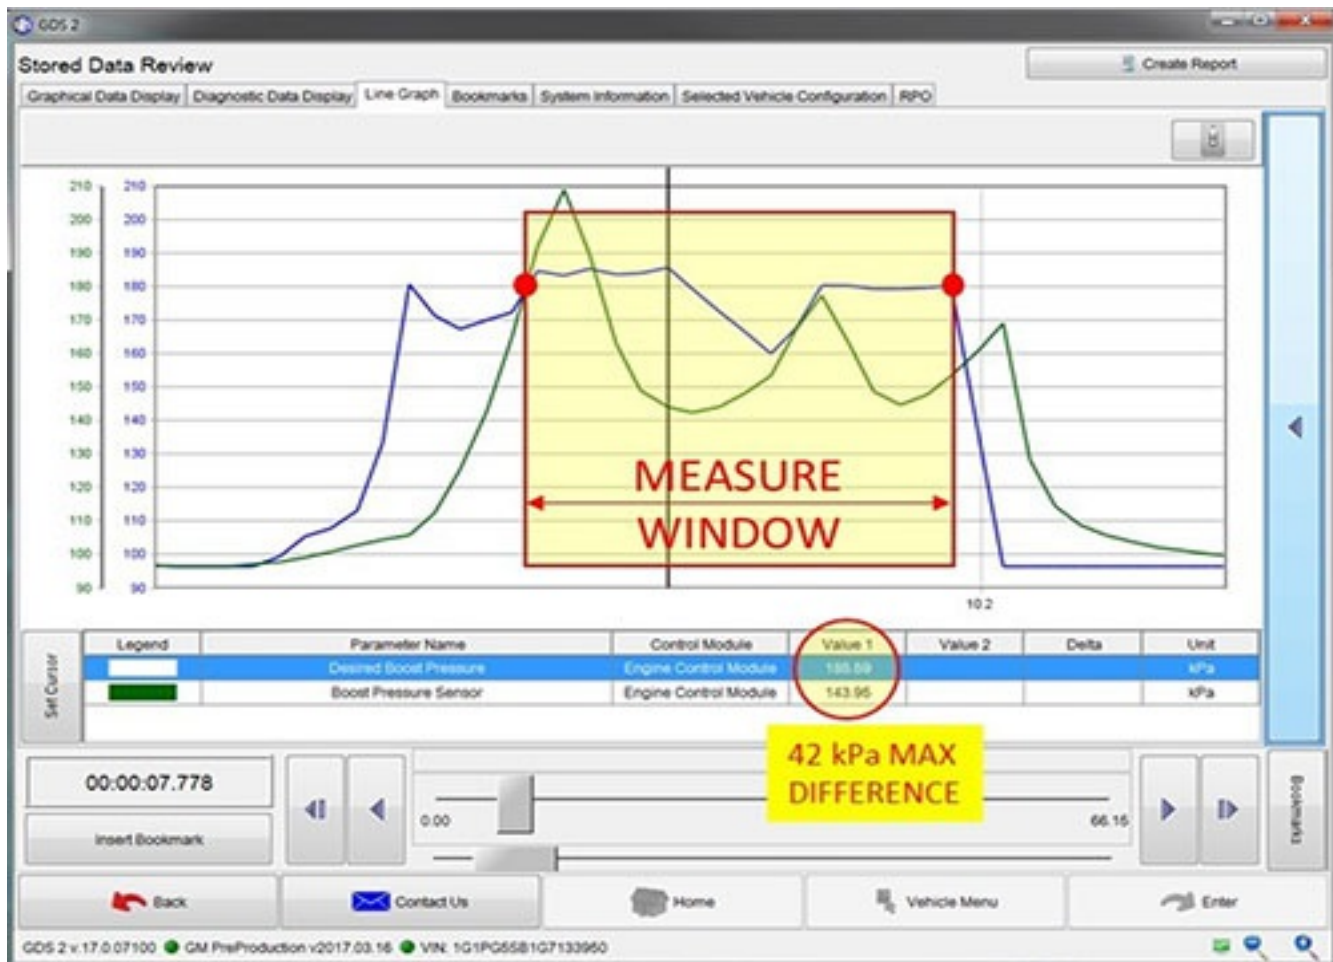 GDS 2
Stored Data Review
Create Report
Graphical Data Display Diagnostic Data Display Line Graph Bookmarks System Information Selected Vehicle Configuration RPO
210 210
200 200
190 190
180 180
170 170
160 160
150 150
140 140
130 130
120 120
110 110
100 100
90 90
MEASURE
WINDOW
10.2
Set Cursor
Legend Parameter Name Control Module Value 1 Value 2 Delta Unit
Desired Boost Pressure Engine Control Module 185.59 kPa
Boost Pressure Sensor Engine Control Module 143.95 kPa
42 kPa MAX
DIFFERENCE
00:00:07.778
Insert Bookmark
0.00 66.15
Bookmarks
Back Contact Us Home Vehicle Menu Enter
GDS 2 v.17.0.07100 GM PreProduction v2017.03.16 VIN: 1G1PG5SB1G7133950